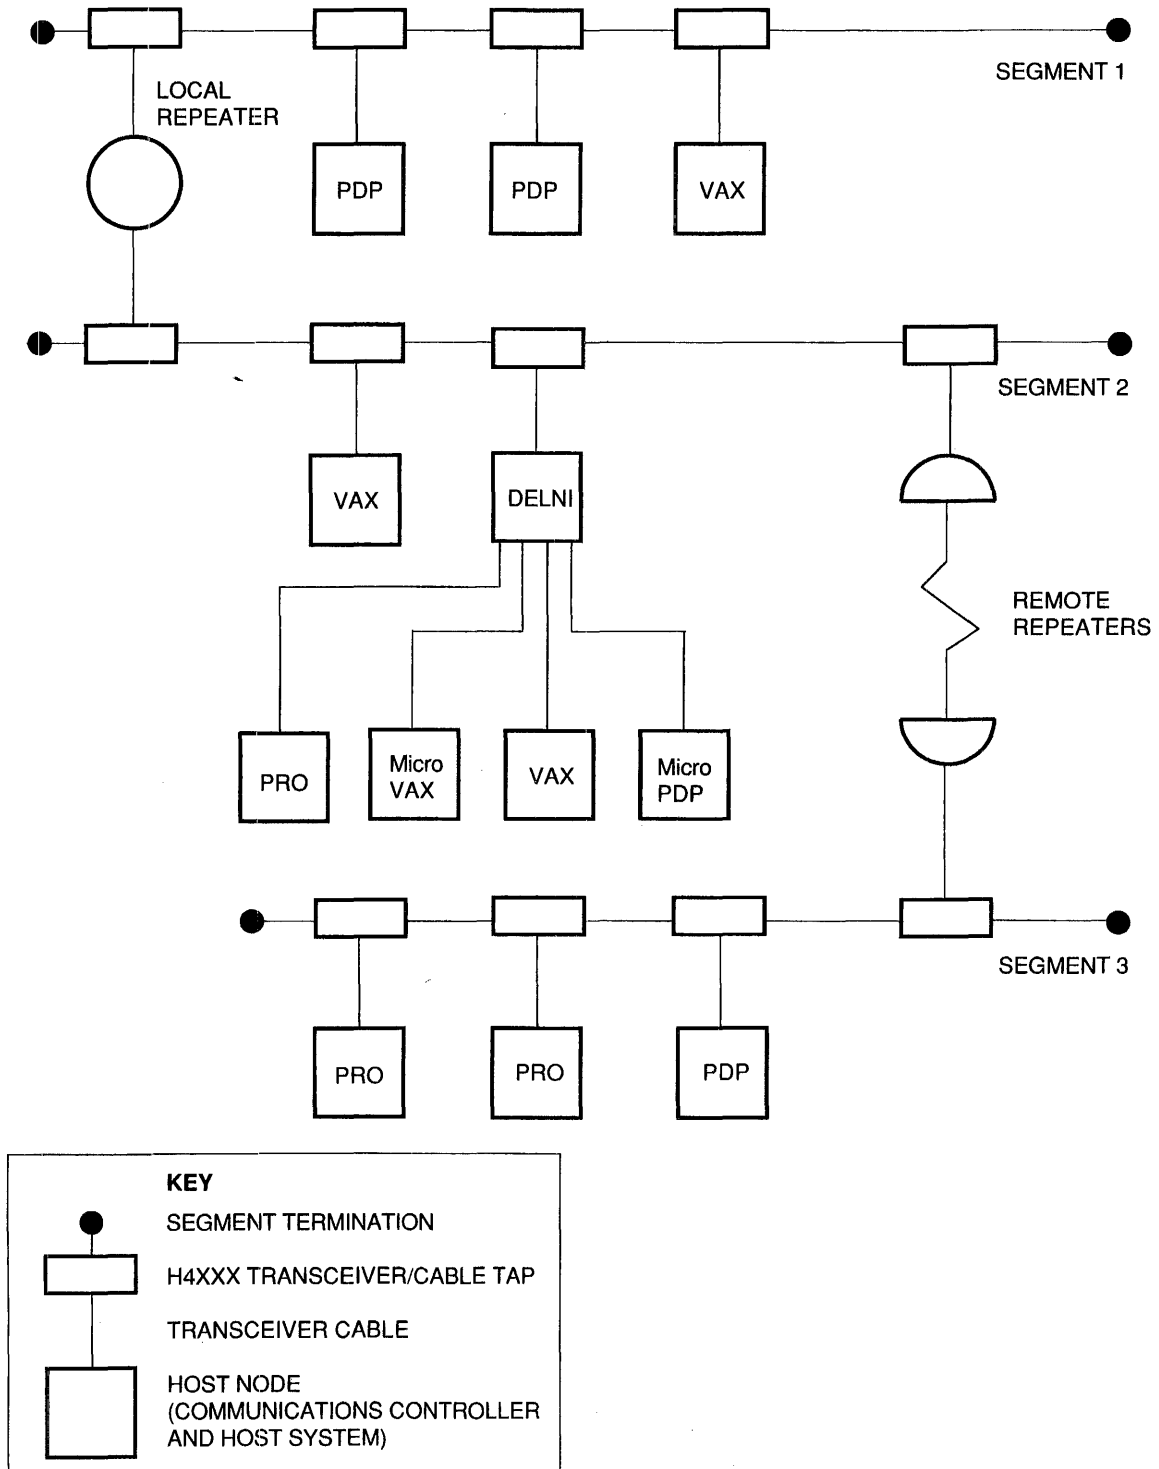 SEGMENT 1
LOCAL
REPEATER
PDP
PDP
VAX
SEGMENT 2
VAX
DELNI
REMOTE
REPEATERS
PRO
Micro
VAX
VAX
Micro
PDP
SEGMENT 3
PRO
PRO
PDP
KEY
SEGMENT TERMINATION
H4XXX TRANSCEIVER/CABLE TAP
TRANSCEIVER CABLE
HOST NODE
(COMMUNICATIONS CONTROLLER
AND HOST SYSTEM)